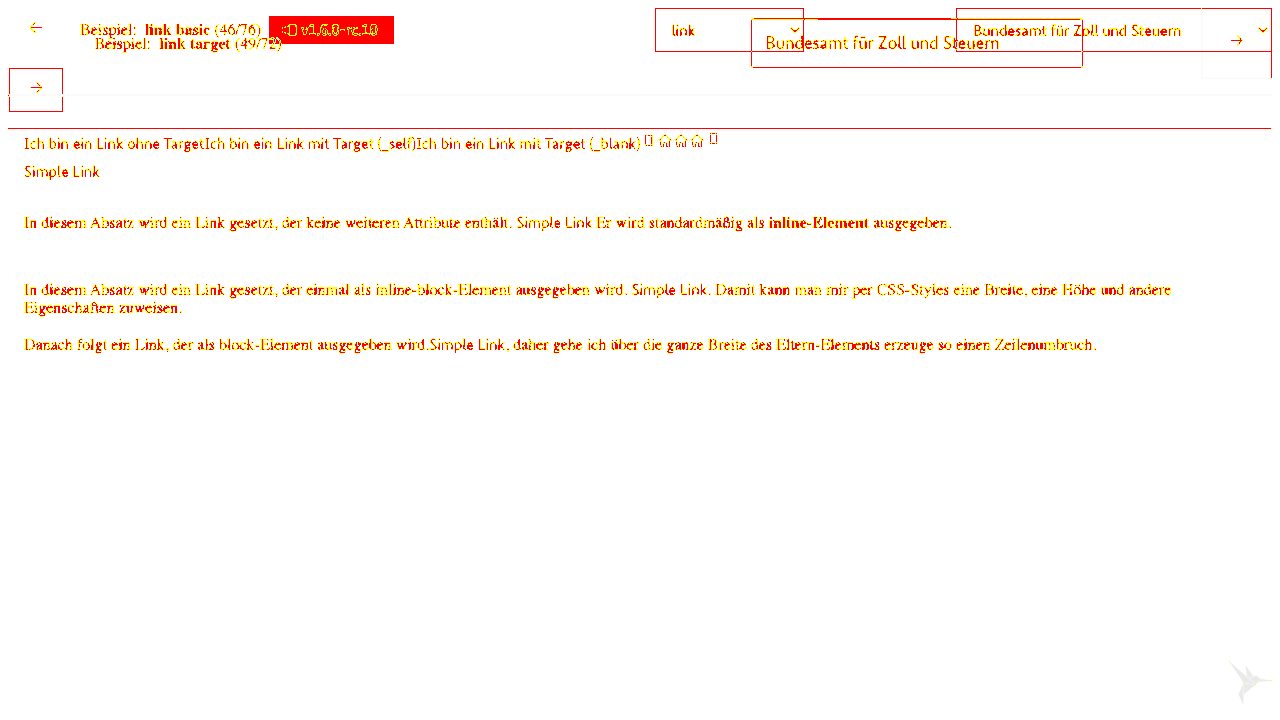 ← Beispiel: link basic (46/76) v1.6.0-rc.10 link Bundesamt für Zoll und Steuern
Beispiel: link target (49/72) Bundesamt für Zoll und Steuern →
→
Ich bin ein Link ohne TargetIch bin ein Link mit Target (_self)Ich bin ein Link mit Target (_blank)
Simple Link
In diesem Absatz wird ein Link gesetzt, der keine weiteren Attribute enthält. Simple Link Er wird standardmäßig als inline-Element ausgegeben.
In diesem Absatz wird ein Link gesetzt, der einmal als inline-block-Element ausgegeben wird. Simple Link. Damit kann man mir per CSS-Styles eine Breite, eine Höhe und andere
Eigenschaften zuweisen.
Danach folgt ein Link, der als block-Element ausgegeben wird.Simple Link, daher gehe ich über die ganze Breite des Eltern-Elements erzeuge so einen Zeilenumbruch.